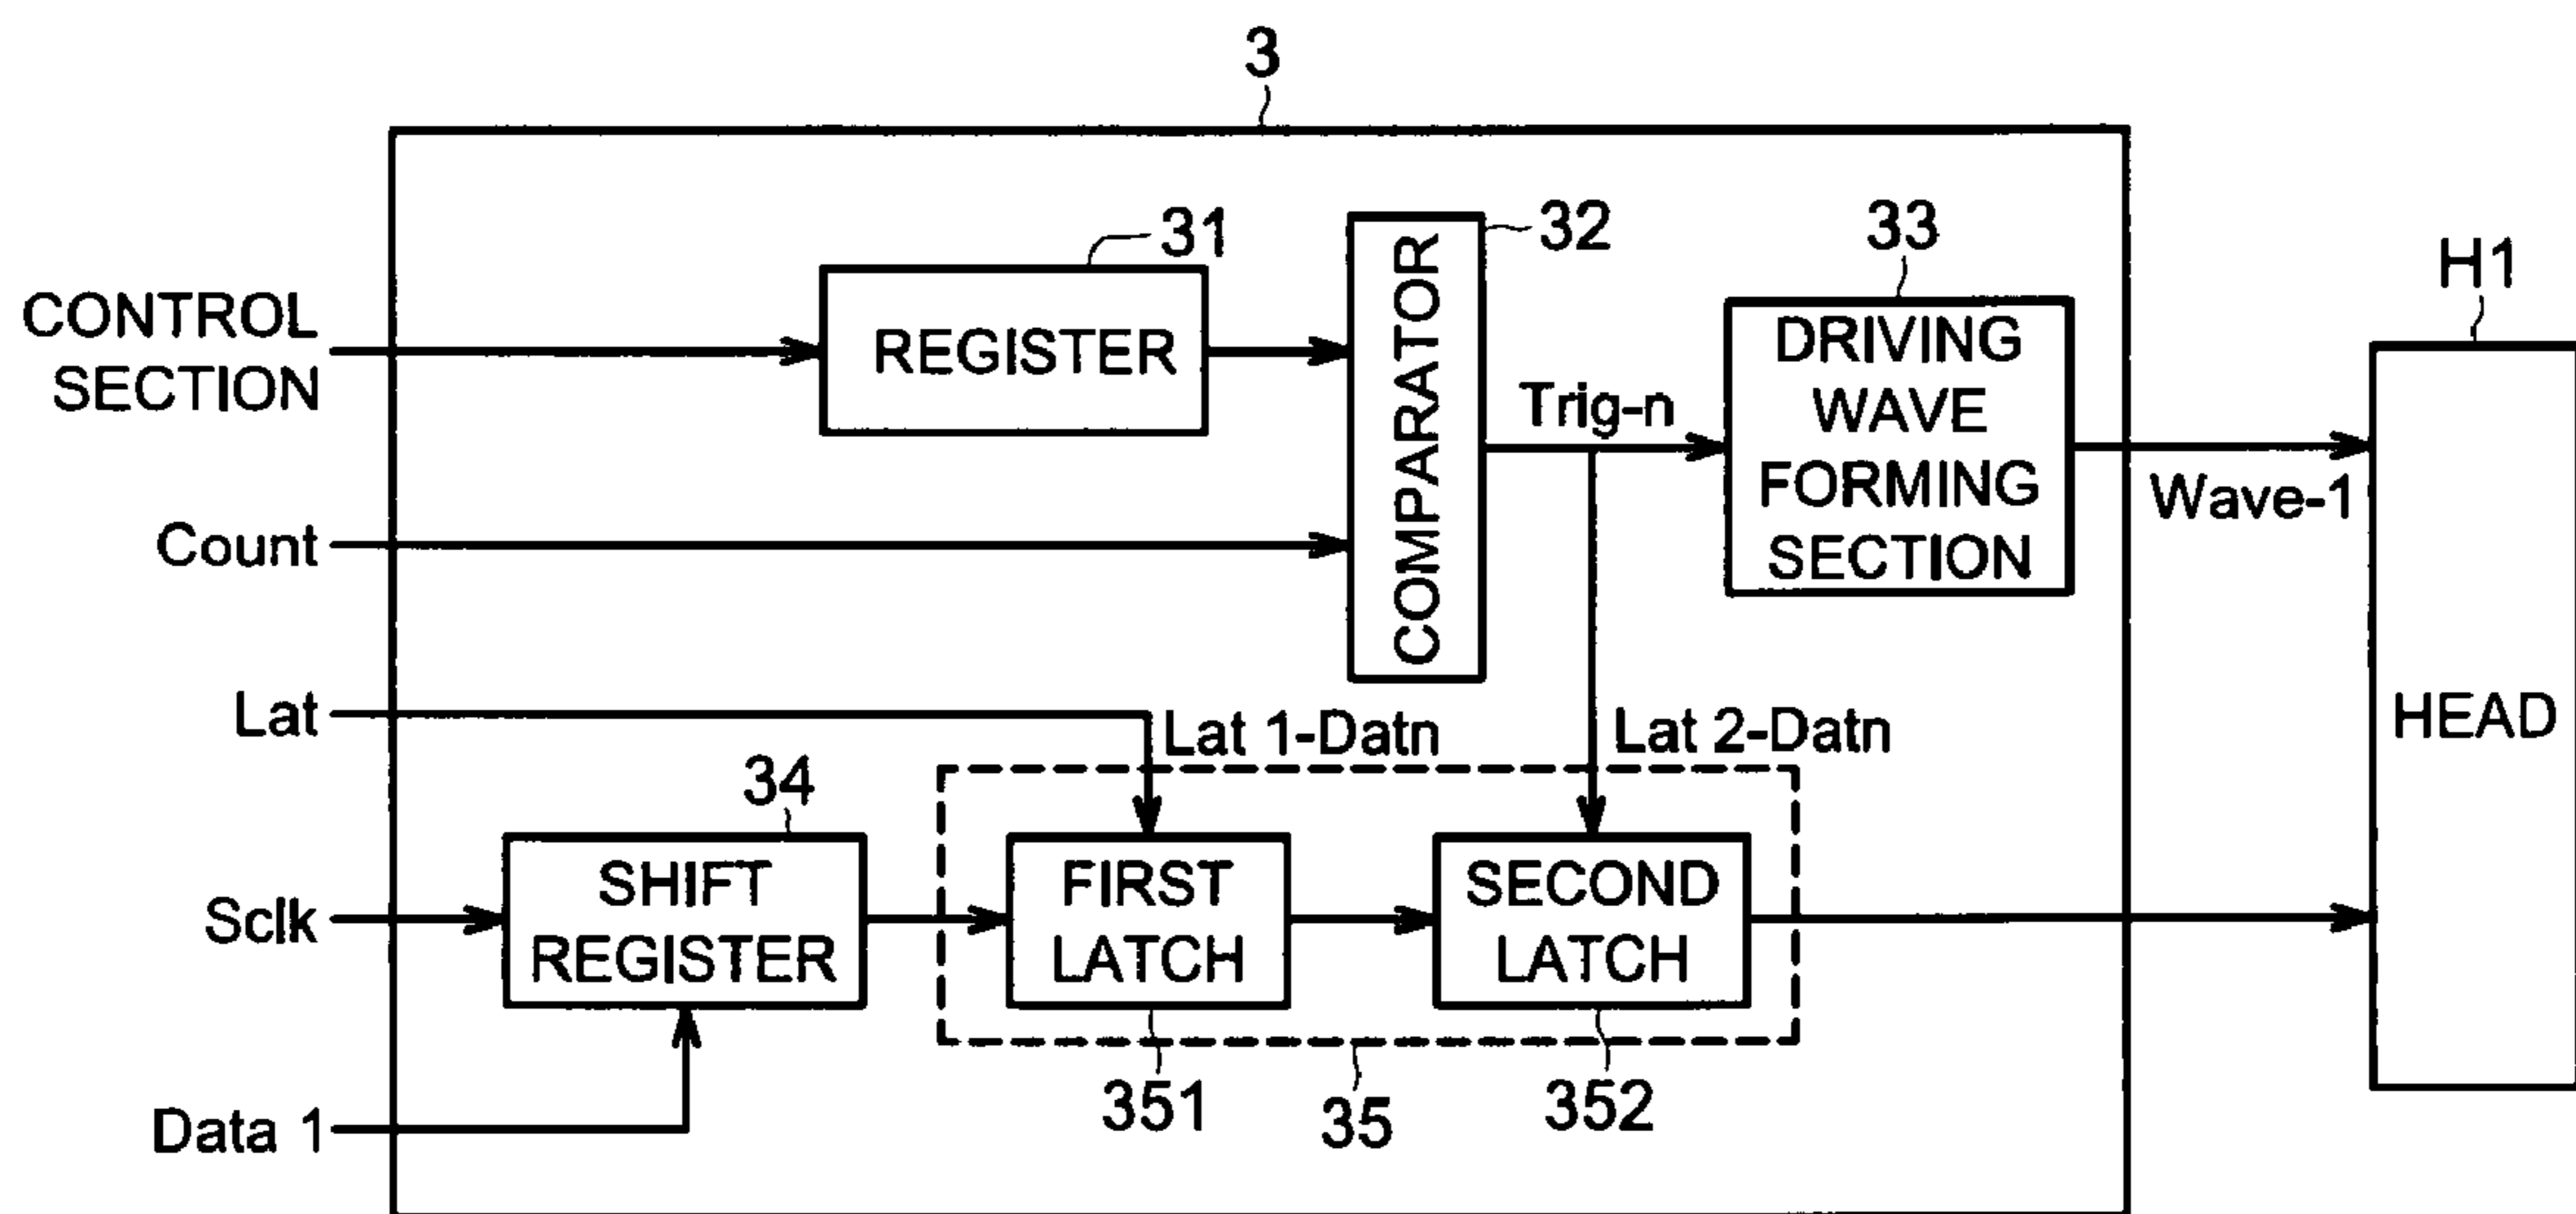 3
31
32
33
H1
CONTROL
SECTION
REGISTER
COMPARATOR
DRIVING
WAVE
FORMING
SECTION
Trig-n
Wave-1
Count
HEAD
Lat
Lat 1-Datn
Lat 2-Datn
34
Sclk
SHIFT
REGISTER
FIRST
LATCH
SECOND
LATCH
351
35
352
Data 1